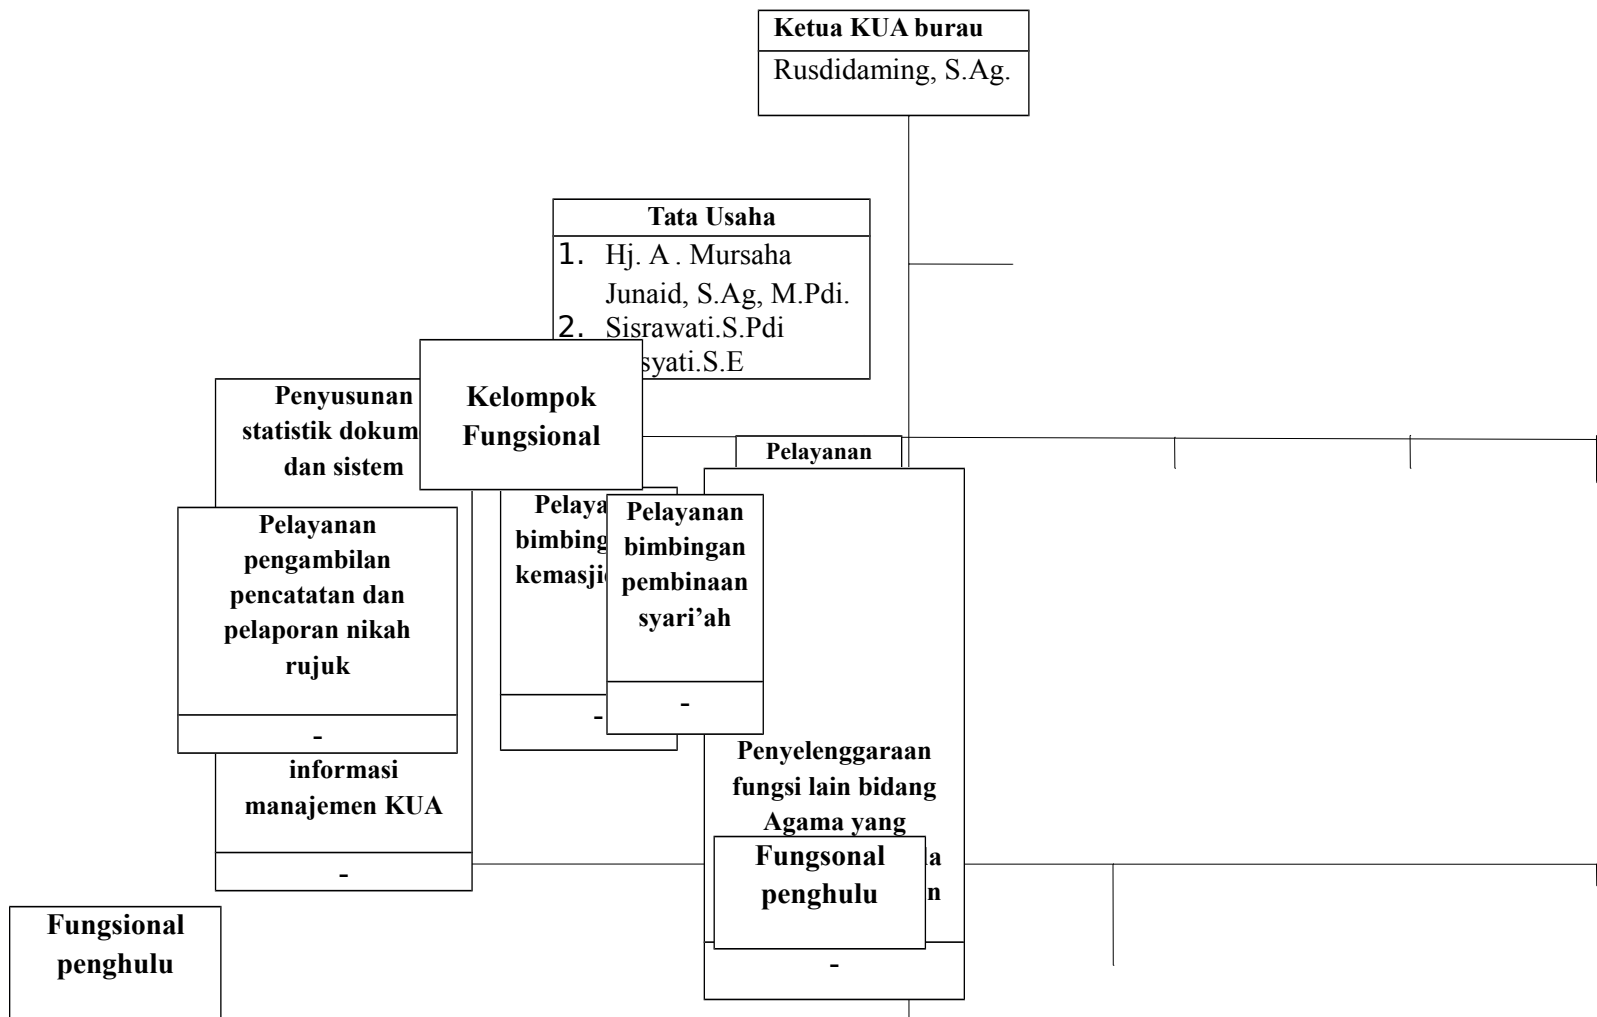 Ketua KUA burau
Rusdidaming, S.Ag.
Tata Usaha
1. Hj. A . Mursaha
Junaid, S.Ag, M.Pdi.
2. Sisrawati.S.Pdi
syati.S.E
Kelompok
Fungsional
Penyusunan
statistik dokum
dan sistem
informasi
manajemen KUA
-
Pelayanan
pengambilan
pencatatan dan
pelaporan nikah
rujuk
-
Pelaya
bimbing
kemasji
-
Pelayanan
bimbingan
pembinaan
syari’ah
-
Pelayanan
Penyelenggaraan
fungsi lain bidang
Agama yang
-
Fungsonal
penghulu
Fungsional
penghulu